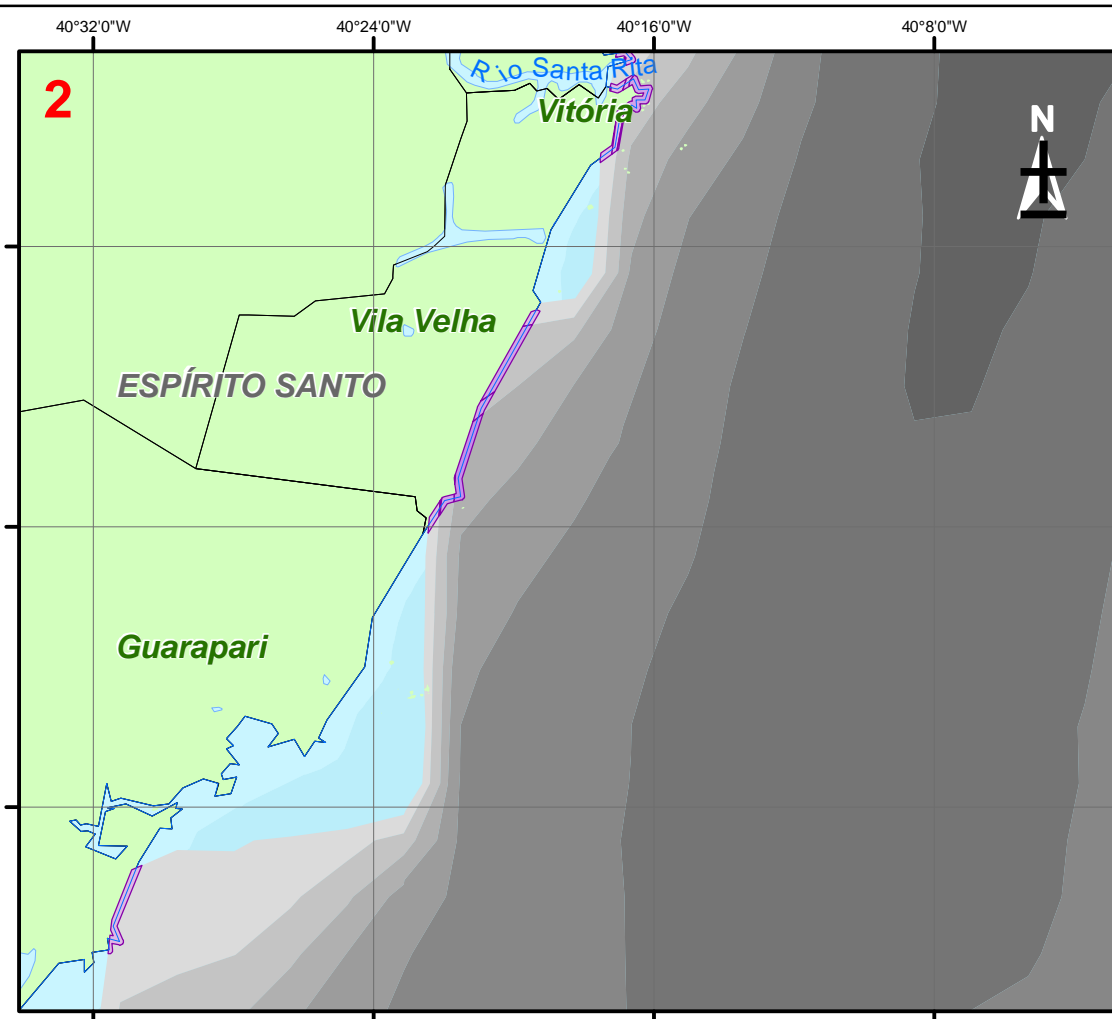 40°32'0"W 40°24'0"W 40°16'0"W 40°8'0"W
2
Rio Santa Rita
Vitória
N
Vila Velha
ESPÍRITO SANTO
Guarapari